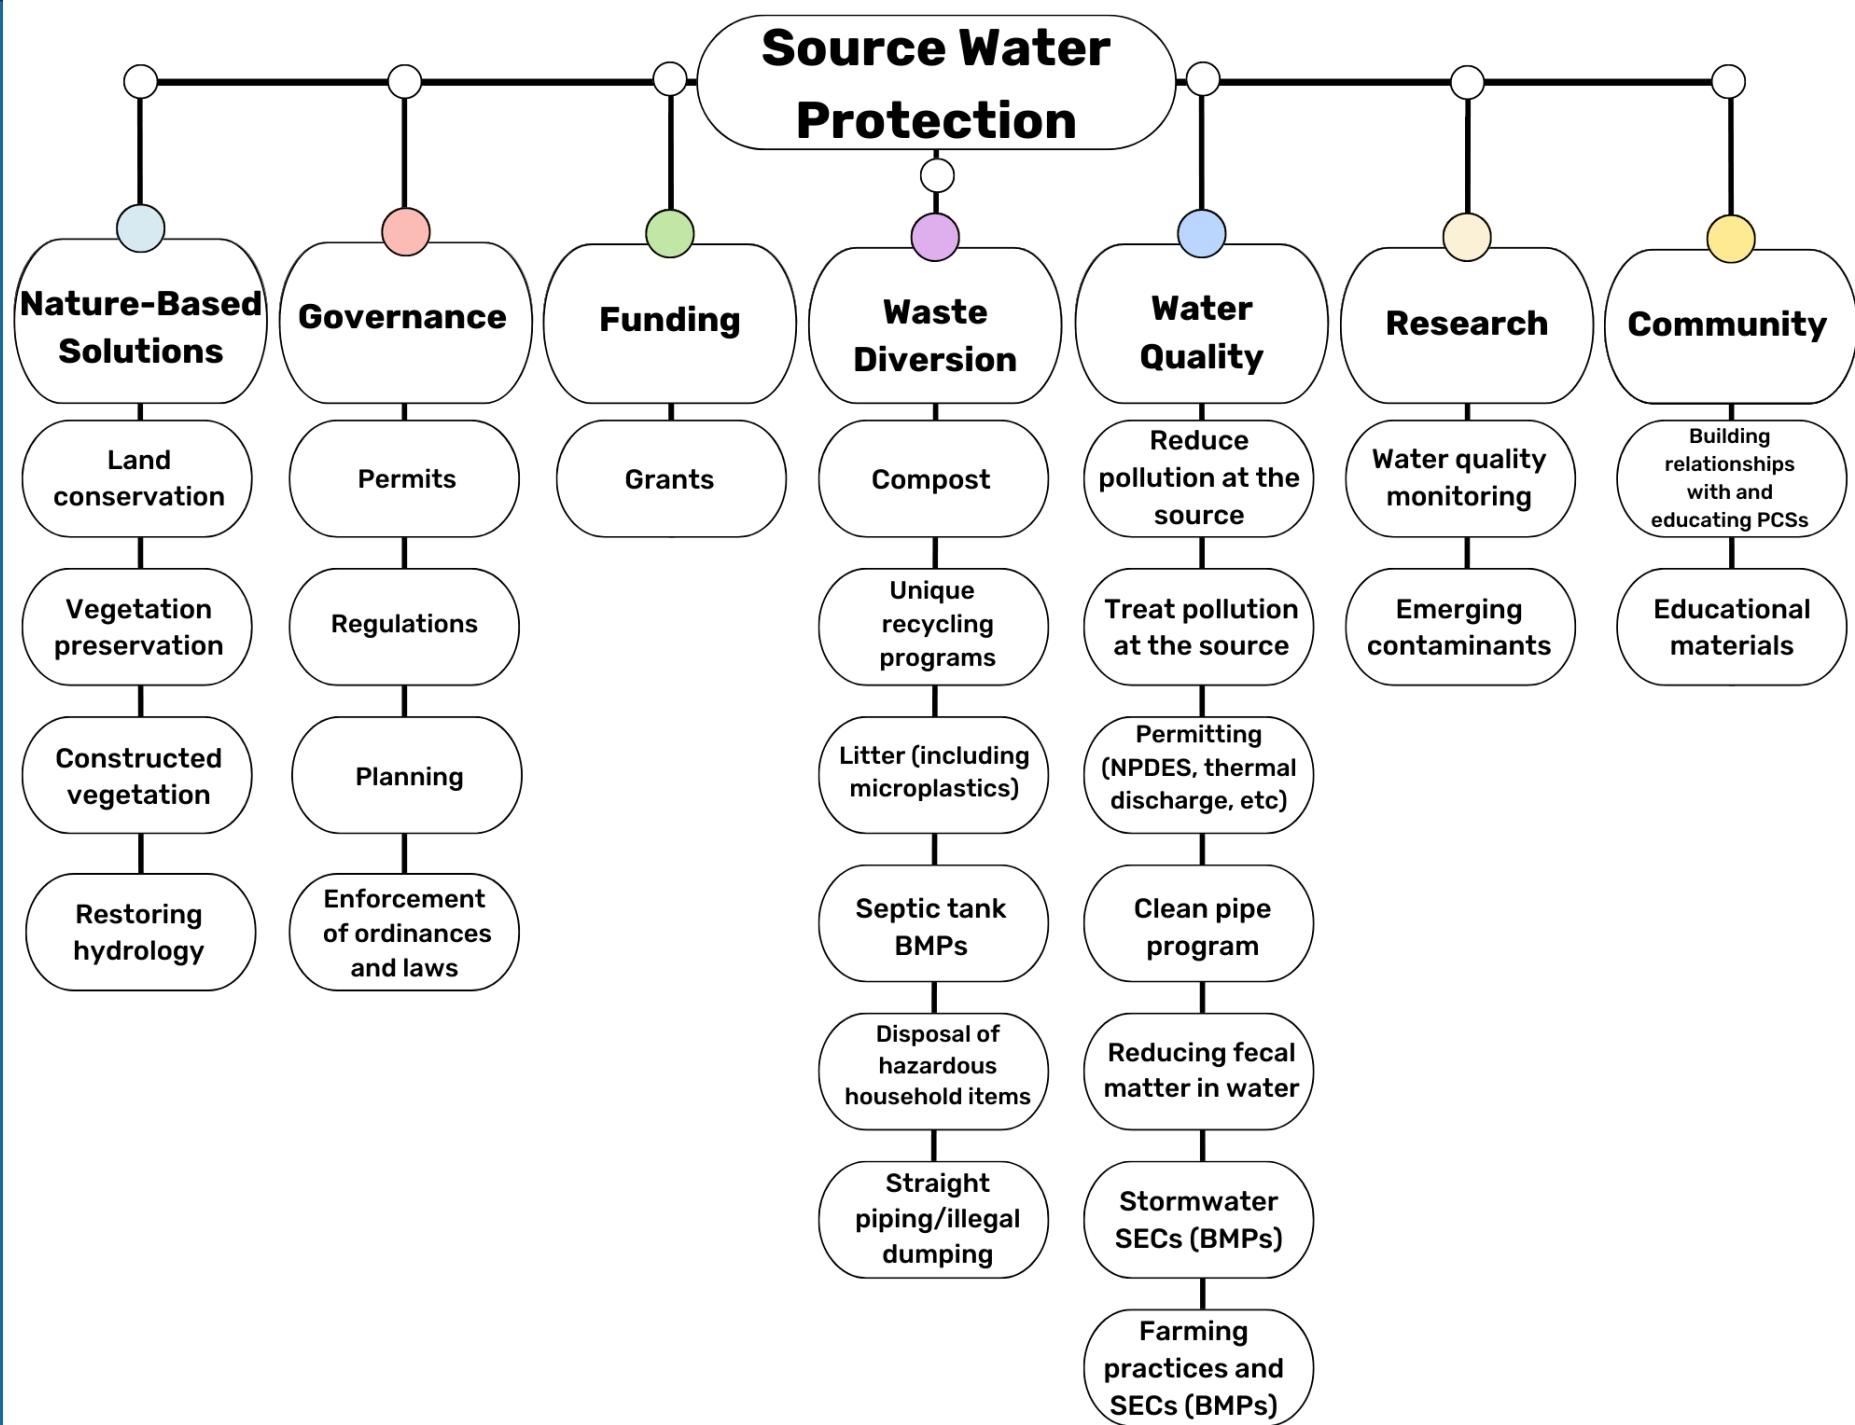 Source Water
Protection
Nature-Based
Solutions
Governance
Funding
Waste
Diversion
Water
Quality
Research
Community
Land
conservation
Vegetation
preservation
Constructed
vegetation
Restoring
hydrology
Permits
Regulations
Planning
Enforcement
of ordinances
and laws
Grants
Compost
Unique
recycling
programs
Litter (including
microplastics)
Septic tank
BMPs
Disposal of
hazardous
household items
Straight
piping/illegal
dumping
Reduce
pollution at the
source
Treat pollution
at the source
Permitting
(NPDES, thermal
discharge, etc)
Clean pipe
program
Reducing fecal
matter in water
Stormwater
SECs (BMPs)
Farming
practices and
SECs (BMPs)
Water quality
monitoring
Emerging
contaminants
Building
relationships
with and
educating PCSs
Educational
materials